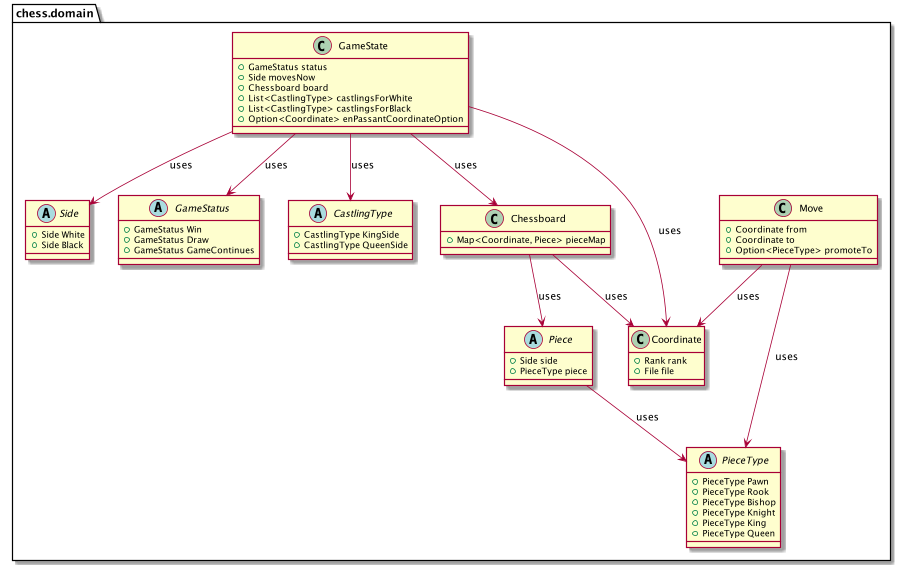 chess.domain
C GameState
GameStatus status
Side movesNow
Chessboard board
List<CastlingType> castlingsForWhite
List<CastlingType> castlingsForBlack
Option<Coordinate> enPassantCoordinateOption
uses
uses
uses
uses
uses
A Side
Side White
Side Black
A GameStatus
GameStatus Win
GameStatus Draw
GameStatus GameContinues
A CastlingType
CastlingType KingSide
CastlingType QueenSide
C Chessboard
Map<Coordinate, Piece> pieceMap
C Move
Coordinate from
Coordinate to
Option<PieceType> promoteTo
uses
uses
uses
uses
A Piece
Side side
PieceType piece
C Coordinate
Rank rank
File file
uses
A PieceType
PieceType Pawn
PieceType Rook
PieceType Bishop
PieceType Knight
PieceType King
PieceType Queen